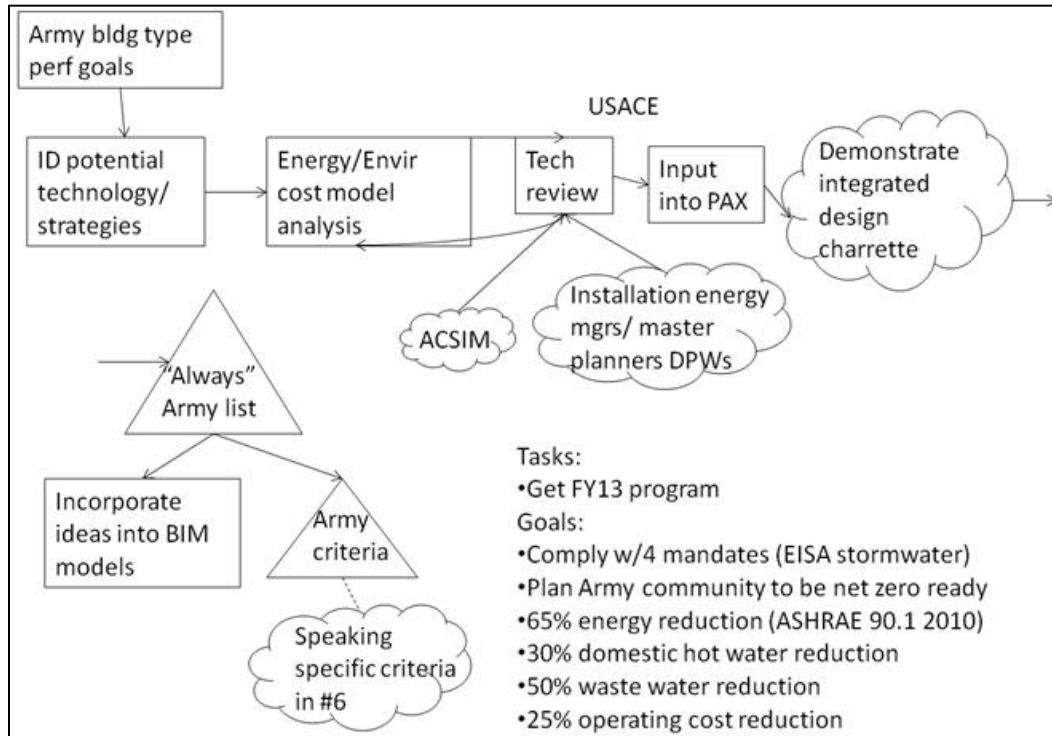 Army bldg type
perf goals
USACE
ID potential
technology/
strategies
Energy/Envir
cost model
analysis
Tech
review
Input
into PAX
Demonstrate
integrated
design
charrette
ACSIM
Installation energy
mgrs/ master
planners DPWs
"Always"
Army list
Incorporate
ideas into BIM
models
Army
criteria
Speaking
specific criteria
in #6
Tasks:
•Get FY13 program
Goals:
•Comply w/4 mandates (EISA stormwater)
•Plan Army community to be net zero ready
•65% energy reduction (ASHRAE 90.1 2010)
•30% domestic hot water reduction
•50% waste water reduction
•25% operating cost reduction